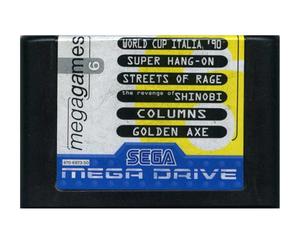 WORLD CUP ITALIA '90
SUPER HANG-ON
STREETS OF RAGE
the revenge of SHINOBI
COLUMNS
GOLDEN AXE
megagames 6
SEGA
MEGA DRIVE